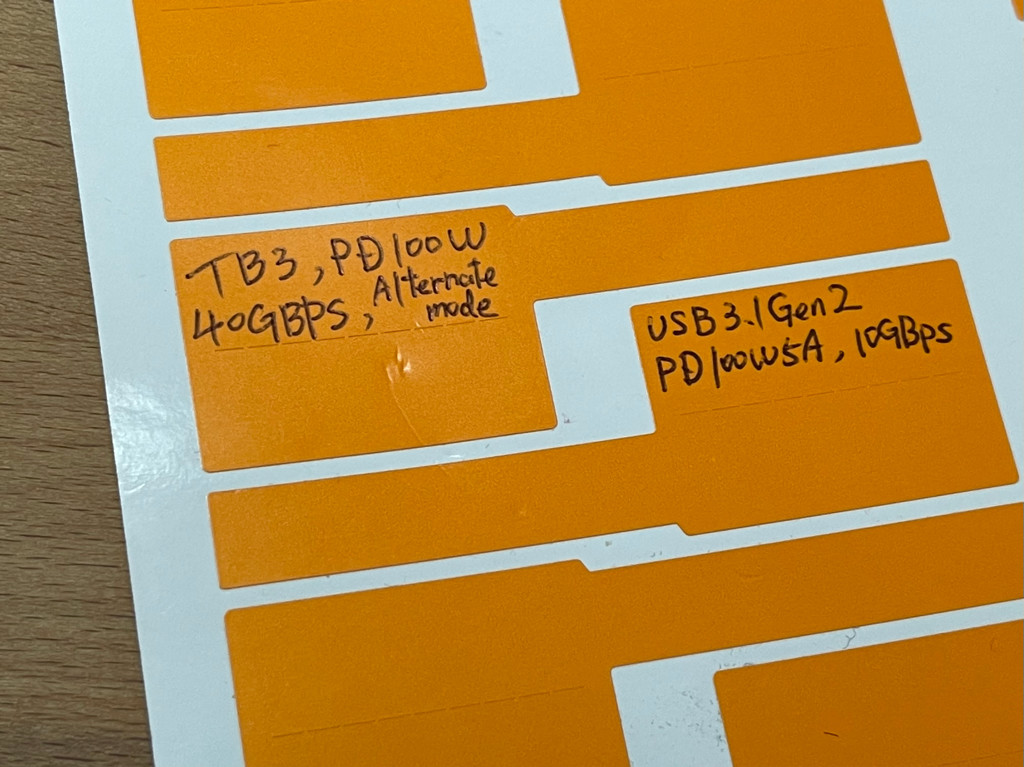 TB3, PD100W
40GBPS, Alternate mode
USB3.1Gen2
PD100W5A, 10GBps